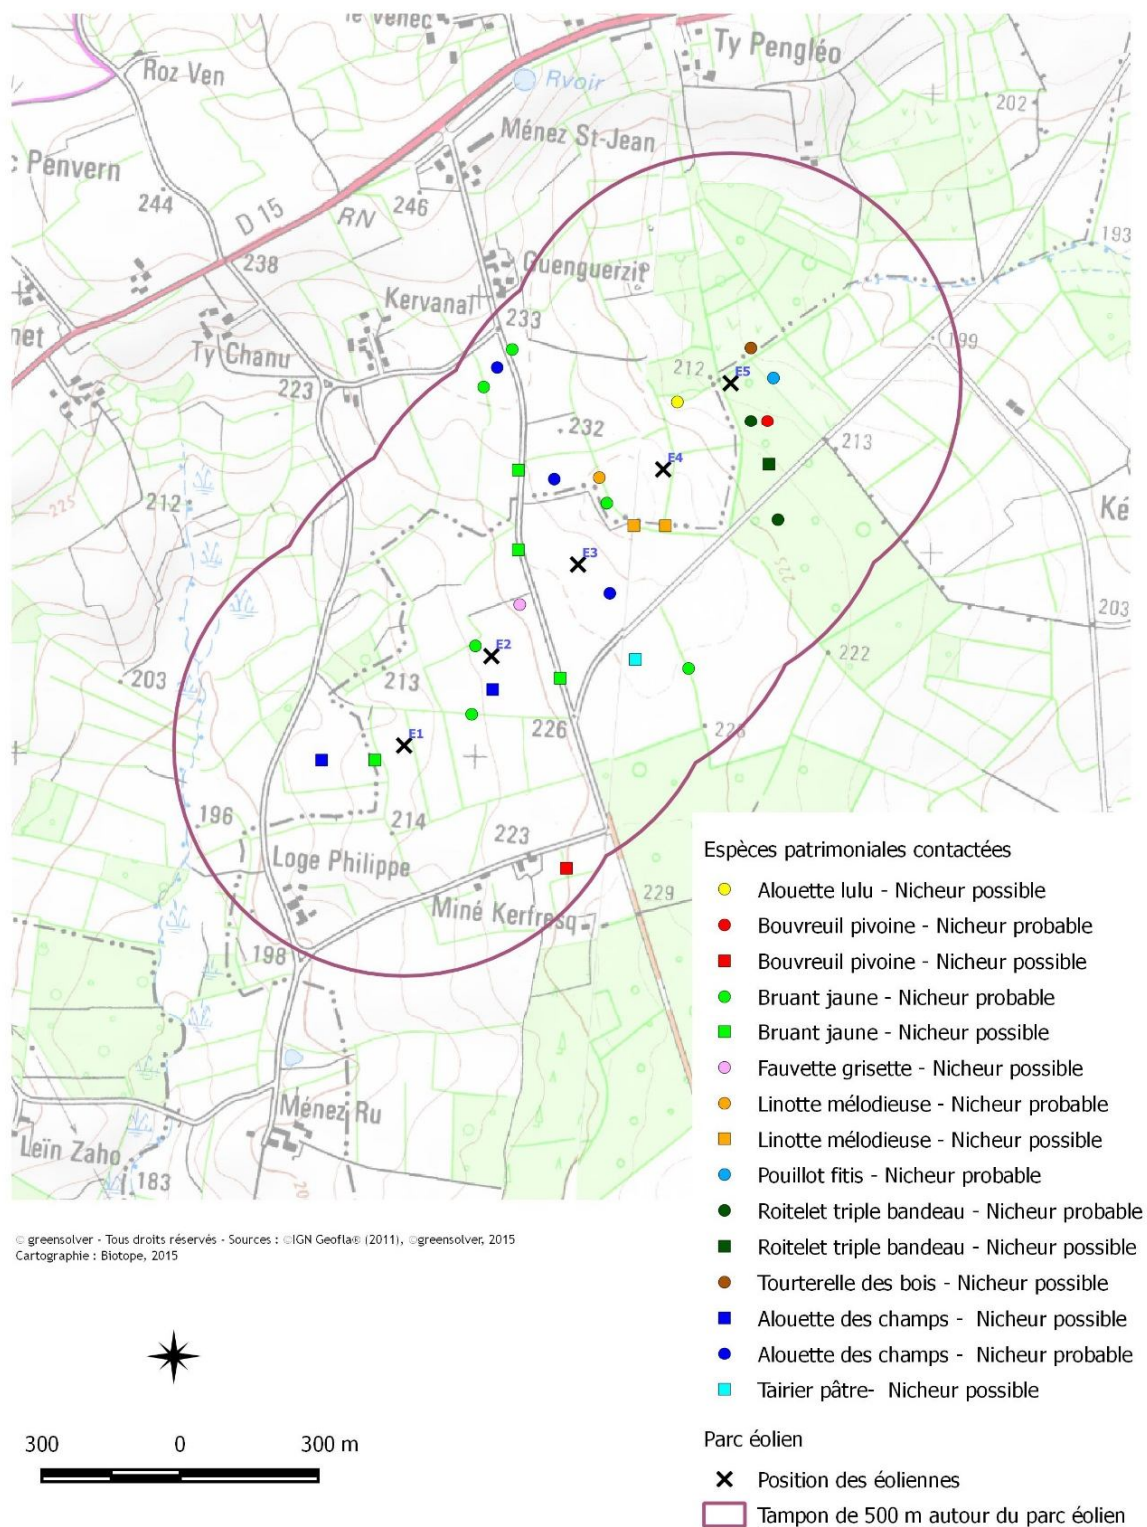 le Venec
Ty Pengléo
Roz Ven
Rvoir
202
Ménez St-Jean
Penvern
244
D 15
RN
246
193
238
Guenguerzit
Kervanal
233
net
Ty Chanu
199
223
212
E5
232
213
E4
225
212
Ké
E3
225
203
E2
222
203
213
226
E1
226
196
214
223
Loge Philippe
229
Miné Kerfresq
198
Ménez Ru
Leïn Zaho
183
20
Espèces patrimoniales contactées
Alouette lulu - Nicheur possible
Bouvreuil pivoine - Nicheur probable
Bouvreuil pivoine - Nicheur possible
Bruant jaune - Nicheur probable
Bruant jaune - Nicheur possible
Fauvette grisette - Nicheur possible
Linotte mélodieuse - Nicheur probable
Linotte mélodieuse - Nicheur possible
Pouillot fitis - Nicheur probable
Roitelet triple bandeau - Nicheur probable
Roitelet triple bandeau - Nicheur possible
Tourterelle des bois - Nicheur possible
Alouette des champs - Nicheur possible
Alouette des champs - Nicheur probable
Tairier pâtre- Nicheur possible
Parc éolien
Position des éoliennes
Tampon de 500 m autour du parc éolien
© greensolver - Tous droits réservés - Sources : ©IGN Geofla® (2011), ©greensolver, 2015
Cartographie : Biotope, 2015
300 0 300 m